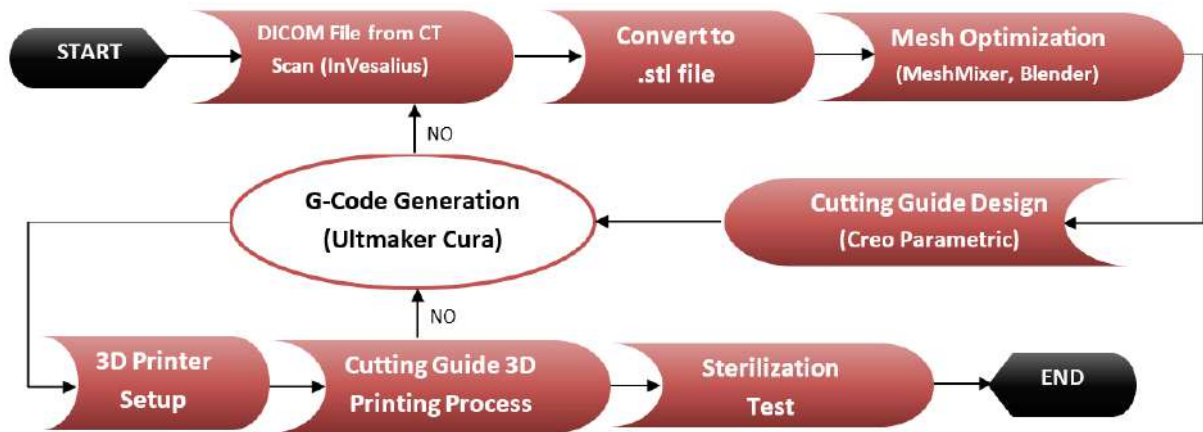 START
DICOM File from CT
Scan (InVesalius)
Convert to
.stl file
Mesh Optimization
(MeshMixer, Blender)
NO
G-Code Generation
(Ultmaker Cura)
Cutting Guide Design
(Creo Parametric)
NO
3D Printer
Setup
Cutting Guide 3D
Printing Process
Sterilization
Test
END